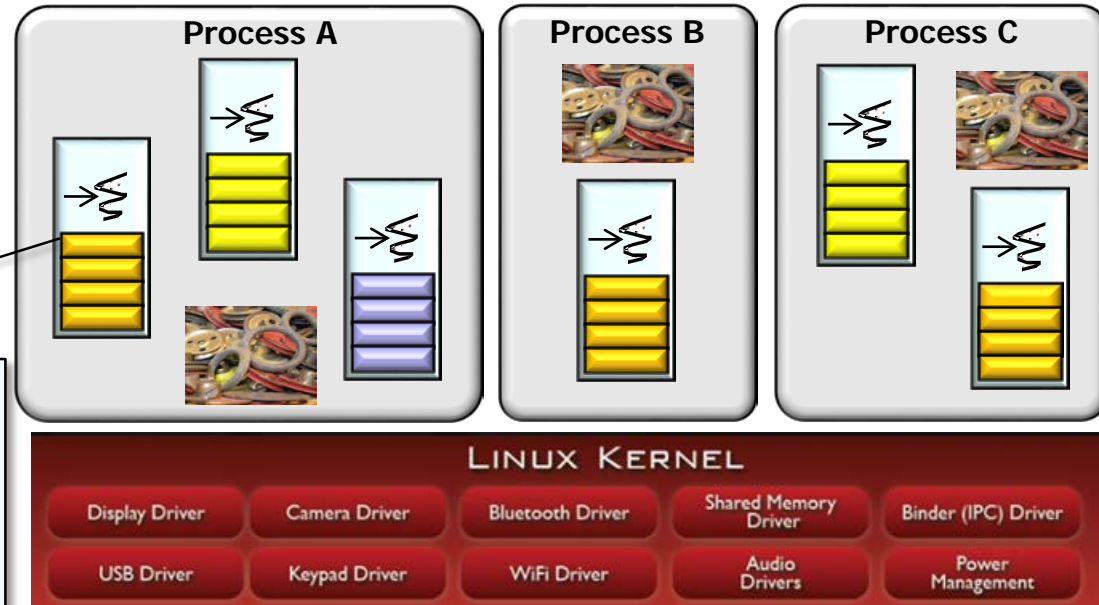 Process A
Process B
Process C
LINUX KERNEL
Display Driver
Camera Driver
Bluetooth Driver
Shared Memory
Driver
Binder (IPC) Driver
USB Driver
Keypad Driver
WiFi Driver
Audio
Drivers
Power
Management